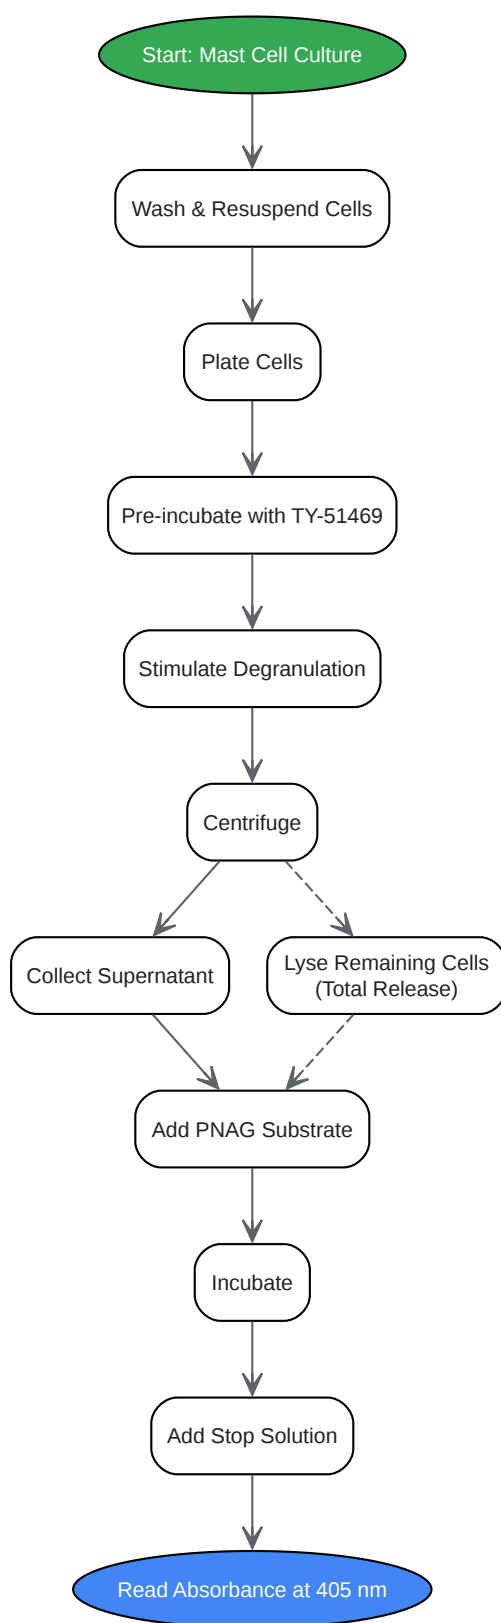 Start: Mast Cell Culture
Wash & Resuspend Cells
Plate Cells
Pre-incubate with TY-51469
Stimulate Degranulation
Centrifuge
Collect Supernatant
Lyse Remaining Cells
(Total Release)
Add PNAG Substrate
Incubate
Add Stop Solution
Read Absorbance at 405 nm